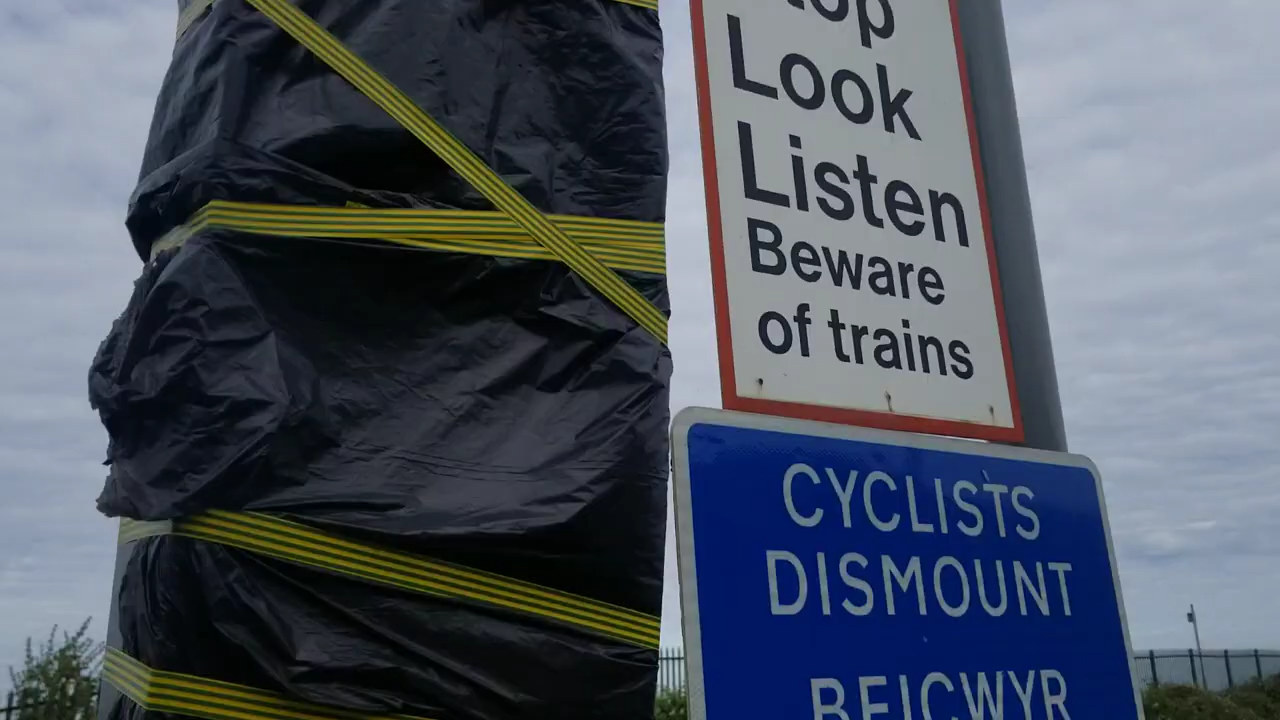 Look
Listen
Beware
of trains
CYCLISTS
DISMOUNT
BEICWYR